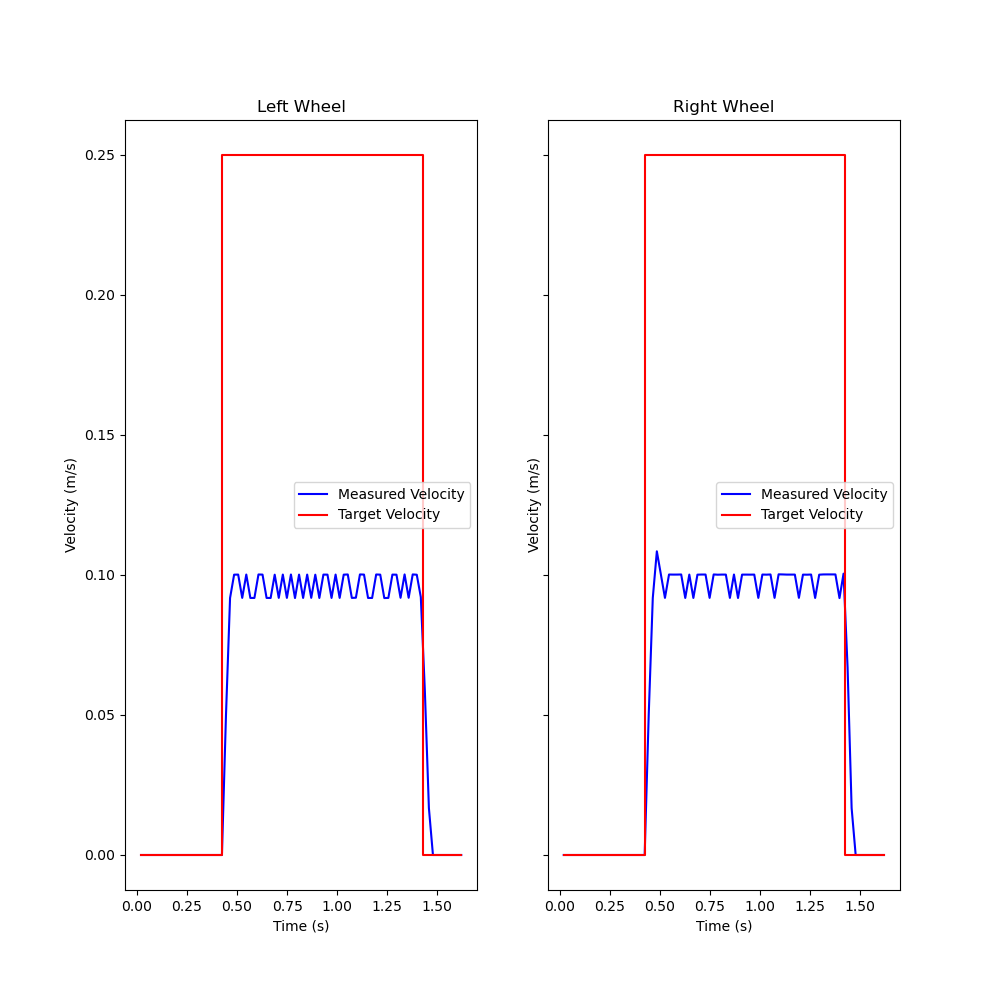 Left Wheel
Right Wheel
0.25
0.20
0.15
0.10
0.05
0.00
Velocity (m/s)
Velocity (m/s)
Measured Velocity
Target Velocity
Measured Velocity
Target Velocity
0.00 0.25 0.50 0.75 1.00 1.25 1.50
0.00 0.25 0.50 0.75 1.00 1.25 1.50
Time (s)
Time (s)